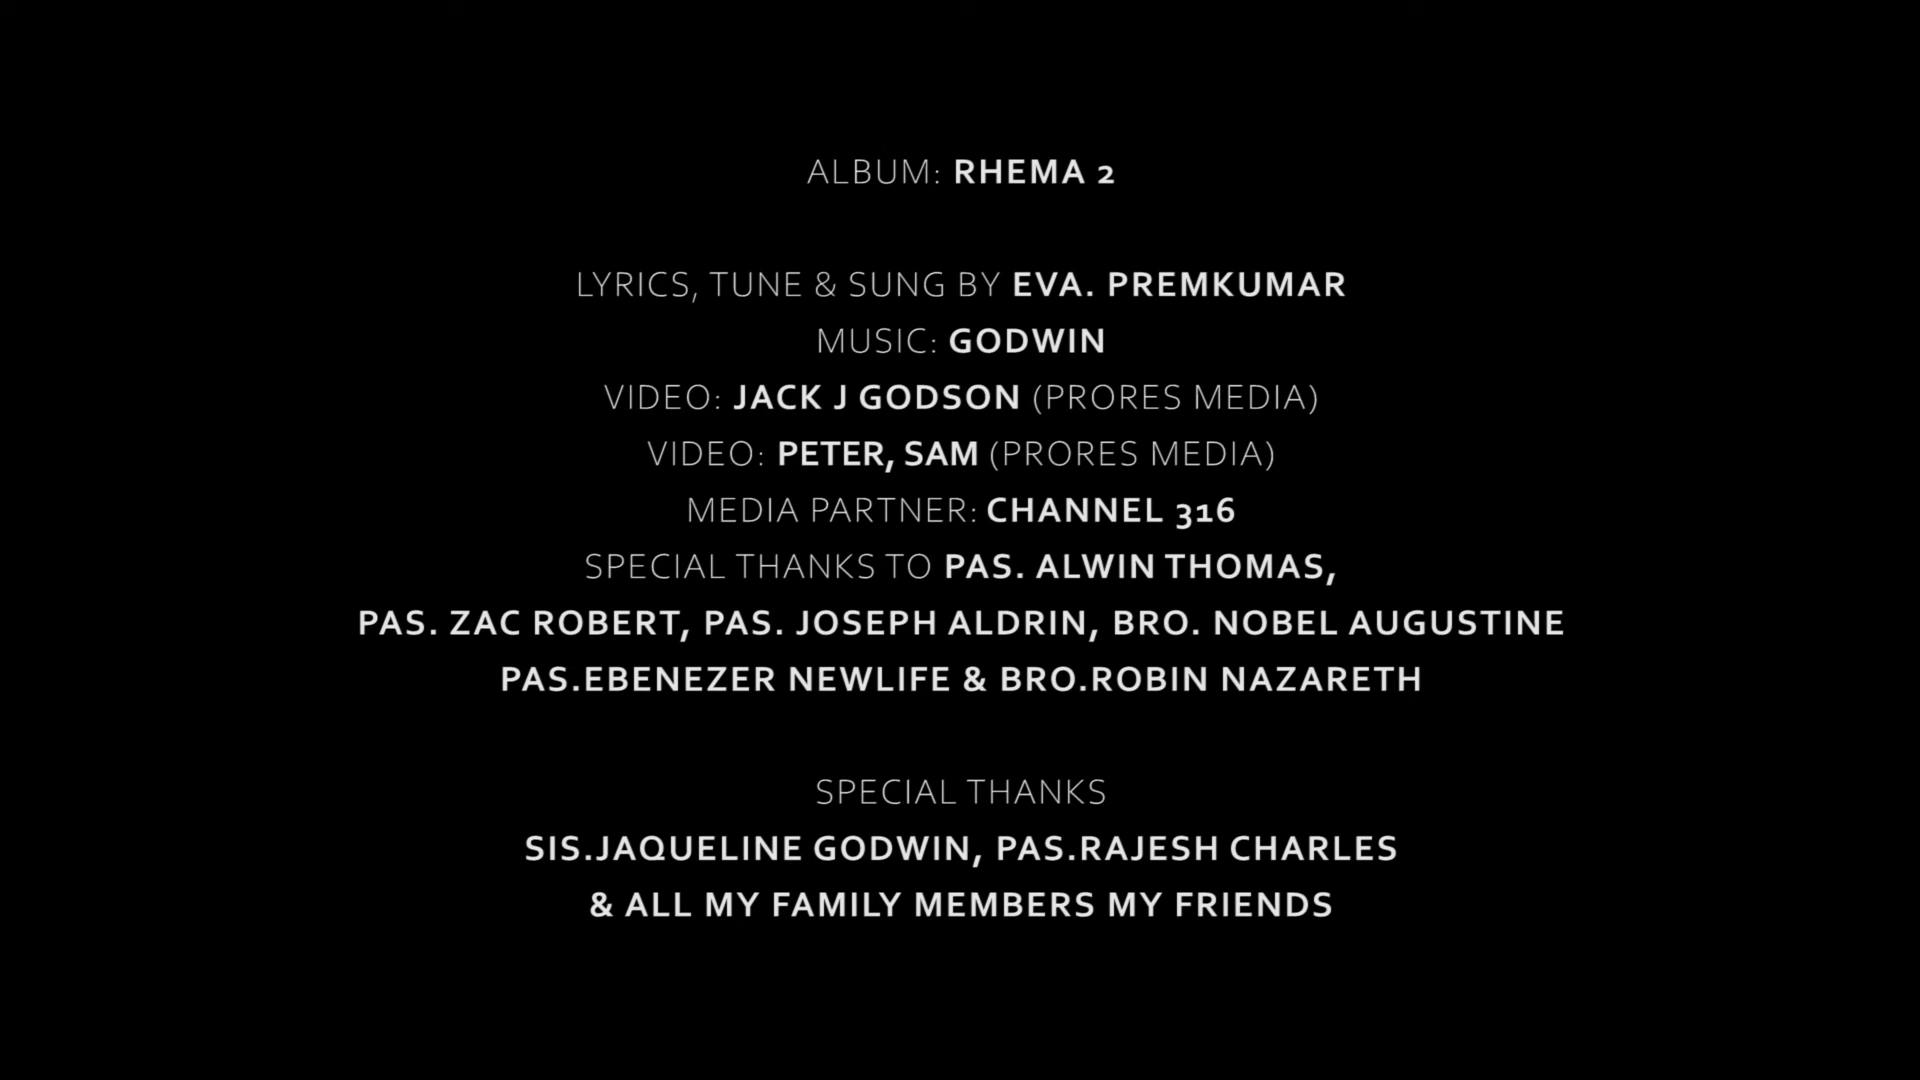 ALBUM: RHEMA 2
LYRICS, TUNE & SUNG BY EVA. PREMKUMAR
MUSIC: GODWIN
VIDEO: JACK J GODSON (PRORES MEDIA)
VIDEO: PETER, SAM (PRORES MEDIA)
MEDIA PARTNER: CHANNEL 316
SPECIAL THANKS TO PAS. ALWIN THOMAS,
PAS. ZAC ROBERT, PAS. JOSEPH ALDRIN, BRO. NOBEL AUGUSTINE
PAS.EBENEZER NEWLIFE & BRO.ROBIN NAZARETH
SPECIAL THANKS
SIS.JAQUELINE GODWIN, PAS.RAJESH CHARLES
& ALL MY FAMILY MEMBERS MY FRIENDS